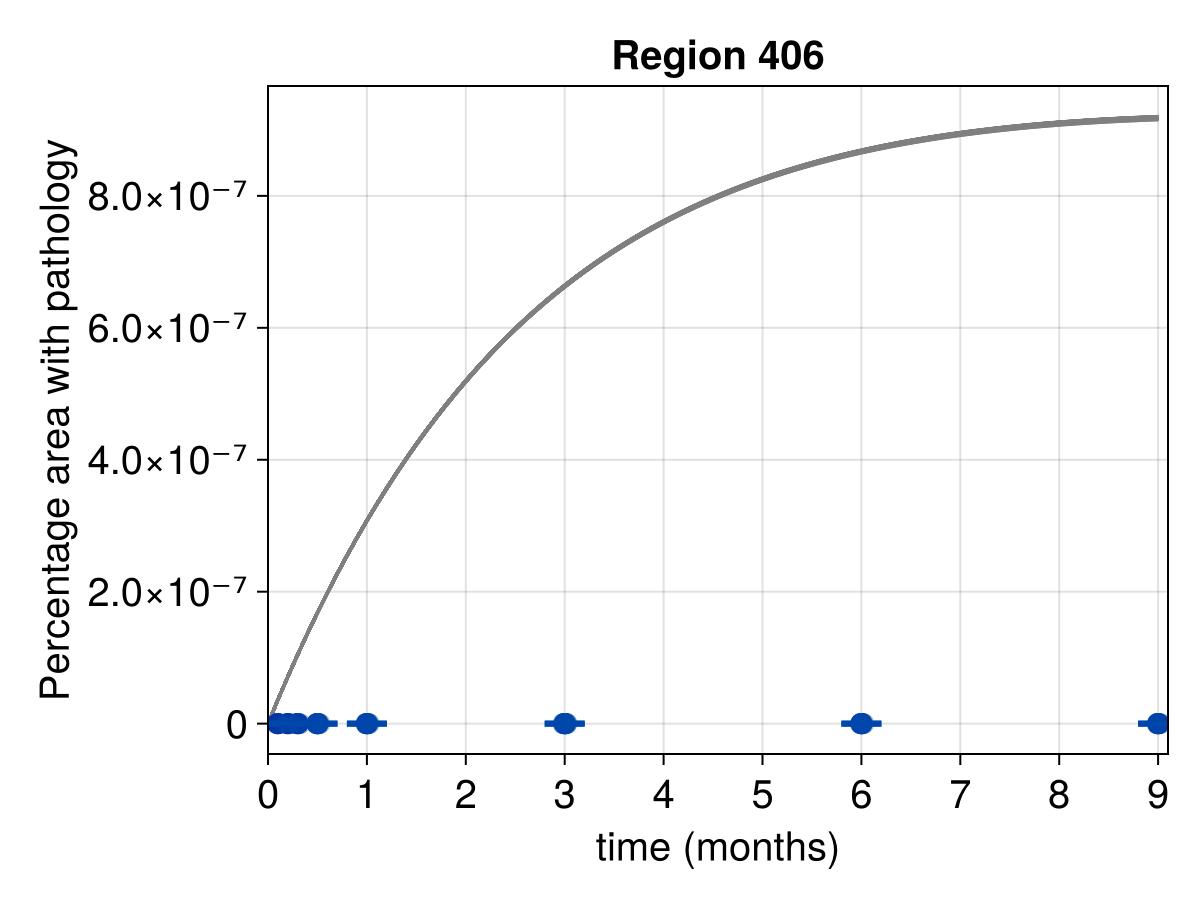 Region 406
Percentage area with pathology
8.0×10⁻⁷
6.0×10⁻⁷
4.0×10⁻⁷
2.0×10⁻⁷
0
0 1 2 3 4 5 6 7 8 9
time (months)